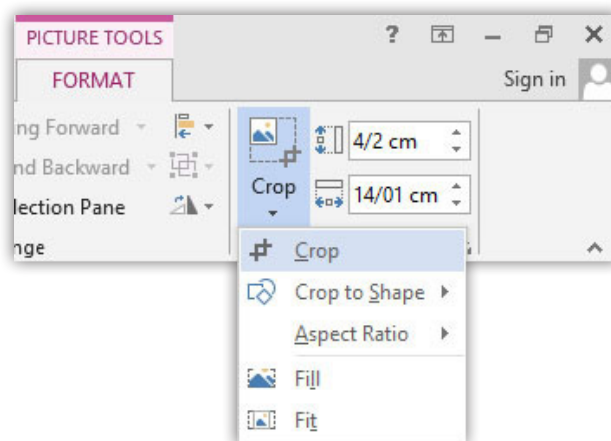 PICTURE TOOLS
?
FORMAT
Sign in
ing Forward
nd Backward
lection Pane
nge
Crop
4/2 cm
14/01 cm
Crop
Crop to Shape
Aspect Ratio
Fill
Fit